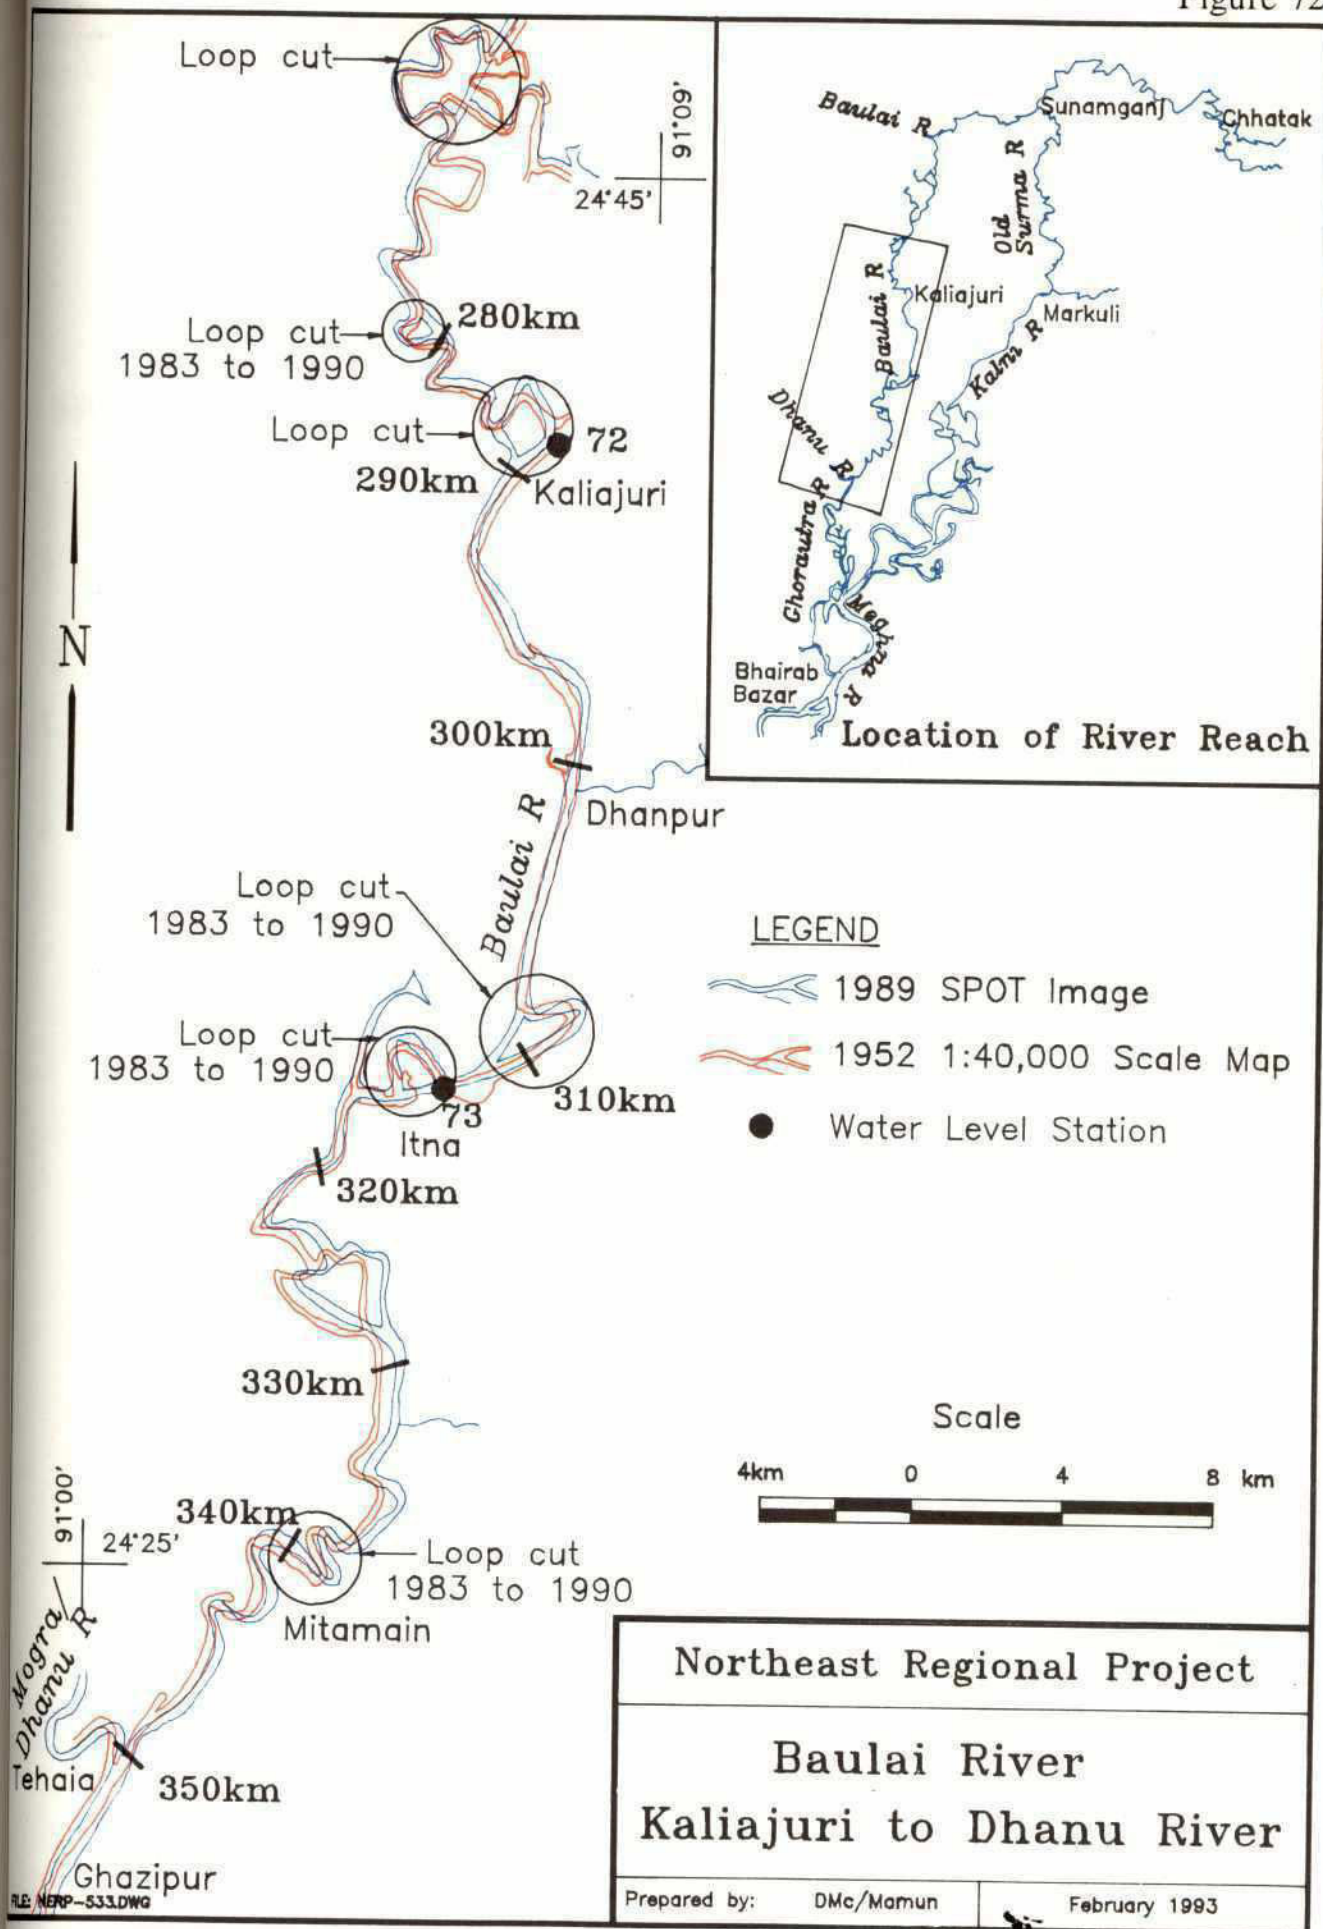 Figure 72
Loop cut
91°09'
24°45'
Loop cut
1983 to 1990
280km
Loop cut
72
290km
Kaliajuri
N
300km
Dhanpur
Baulai R
Loop cut
1983 to 1990
Loop cut
1983 to 1990
310km
73
Itna
320km
330km
91°00'
24°25'
340km
Loop cut
1983 to 1990
Mitamain
Mogra/
Dhanu R
Tehaia
350km
Ghazipur
FILE: NERP-533.DWG
Baulai R
Sunamganj
Chhatak
Old
Surma R
Baulai R
Kaliajuri
Markuli
Kalni R
Dhanu R
Ghorautra R
Meghna R
Bhairab
Bazar
Location of River Reach
LEGEND
1989 SPOT Image
1952 1:40,000 Scale Map
Water Level Station
Scale
4km 0 4 8 km
Northeast Regional Project
Baulai River
Kaliajuri to Dhanu River
Prepared by: DMc/Mamun
February 1993